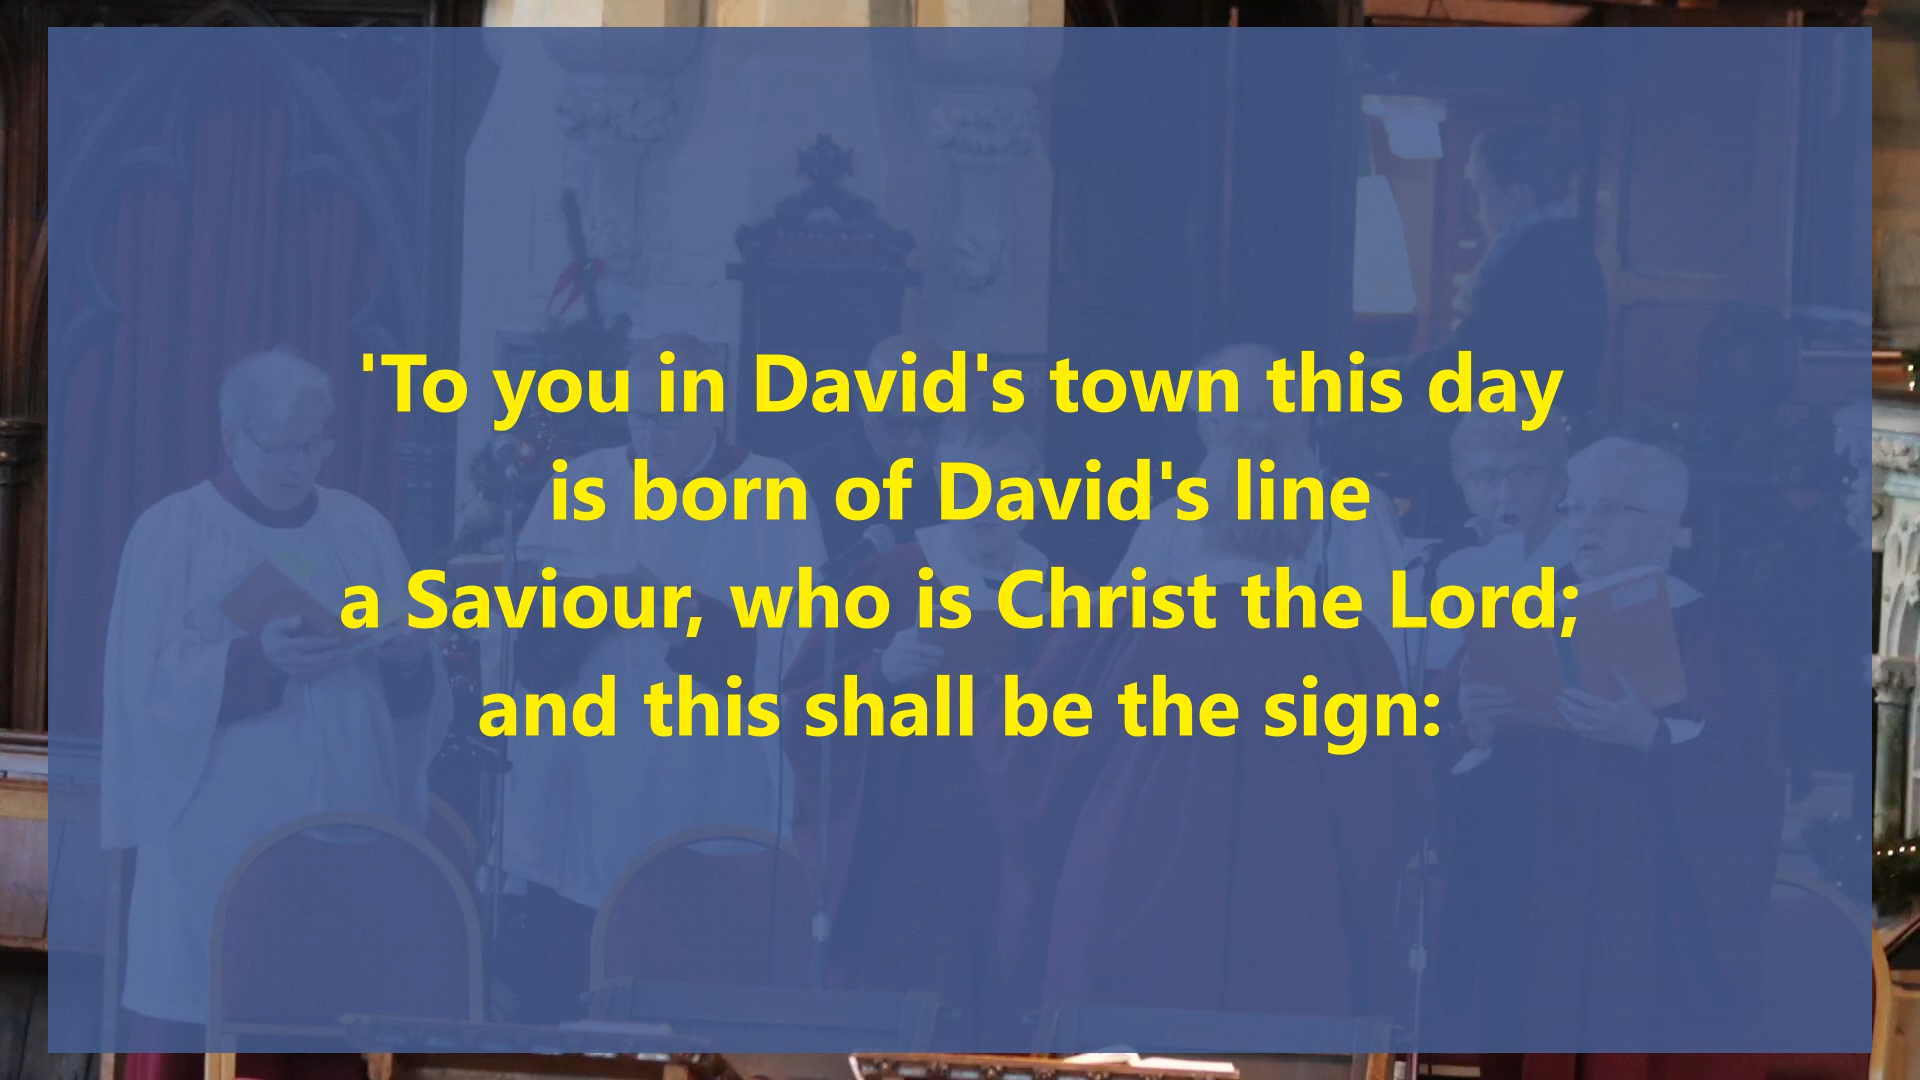 HYMNS
'To you in David's town this day
is born of David's line
a Saviour, who is Christ the Lord;
and this shall be the sign: